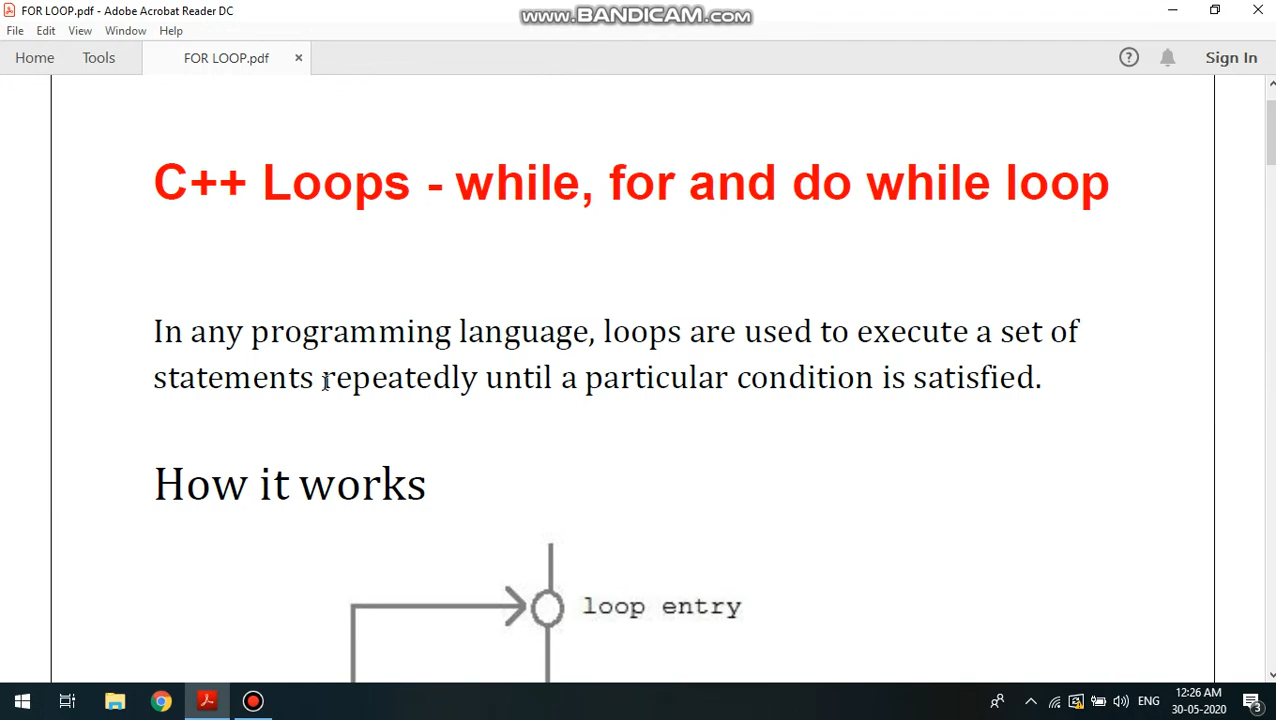 FOR LOOP.pdf - Adobe Acrobat Reader DC
www.BANDICAM.com
File Edit View Window Help
Home Tools FOR LOOP.pdf × Sign In
C++ Loops - while, for and do while loop
In any programming language, loops are used to execute a set of
statements repeatedly until a particular condition is satisfied.
How it works
loop entry
ENG
12:26 AM
30-05-2020
3